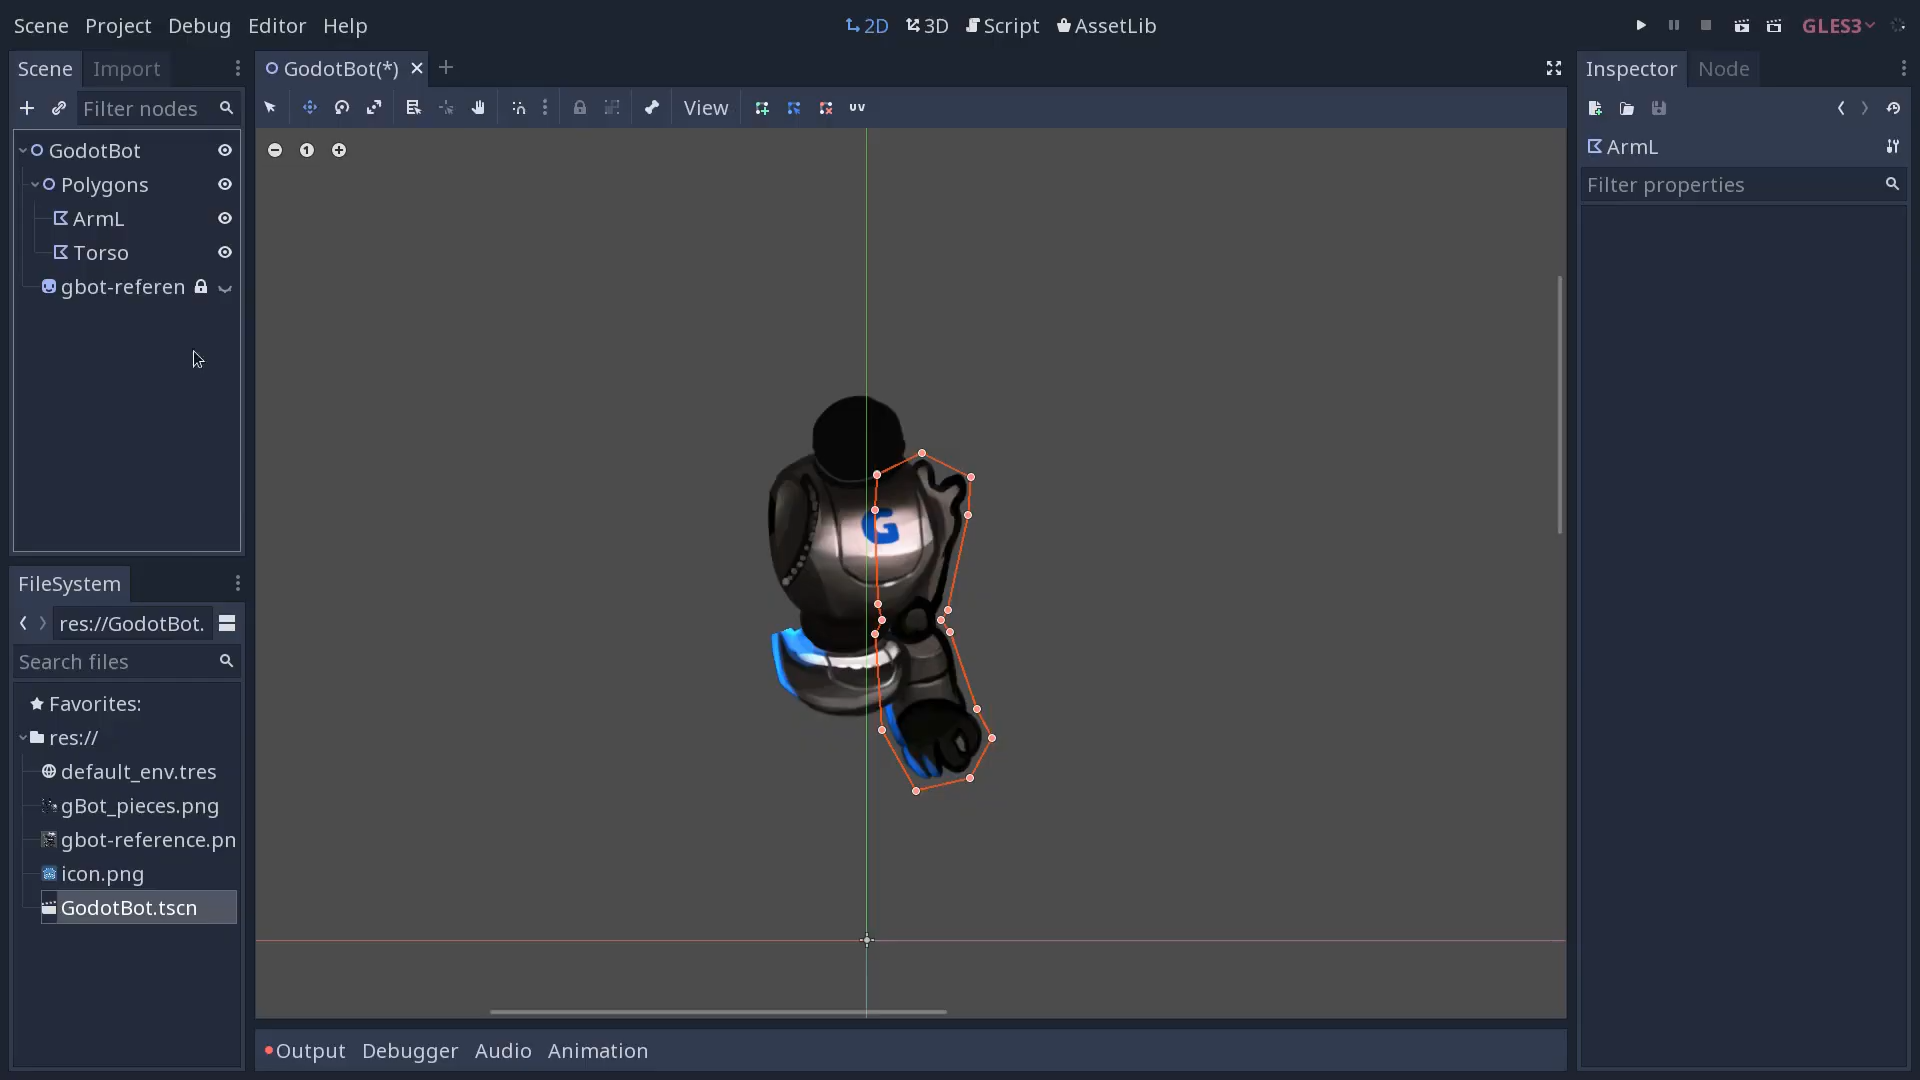 Scene Project Debug Editor Help
2D 3D Script AssetLib
GLES3
Scene Import
GodotBot(*)
Inspector Node
Filter nodes
View
UV
GodotBot
Polygons
ArmL
Torso
gbot-referen
1
G
ArmL
Filter properties
FileSystem
res://GodotBot.
Search files
Favorites:
res://
default_env.tres
gBot_pieces.png
gbot-reference.pn
icon.png
GodotBot.tscn
Output Debugger Audio Animation